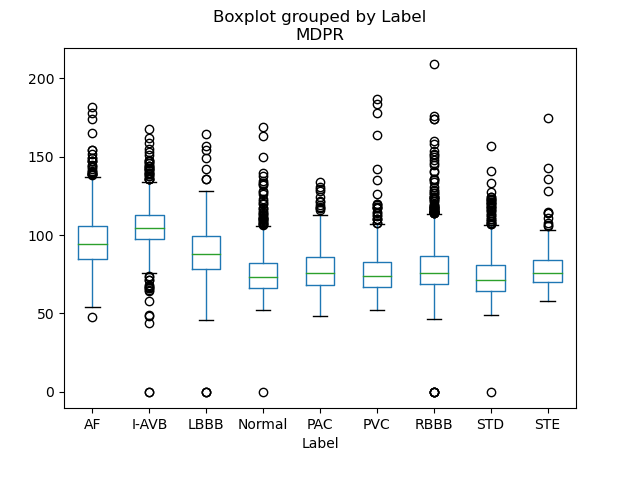 Boxplot grouped by Label
MDPR
200
150
100
50
0
AF I-AVB LBBB Normal PAC PVC RBBB STD STE
Label